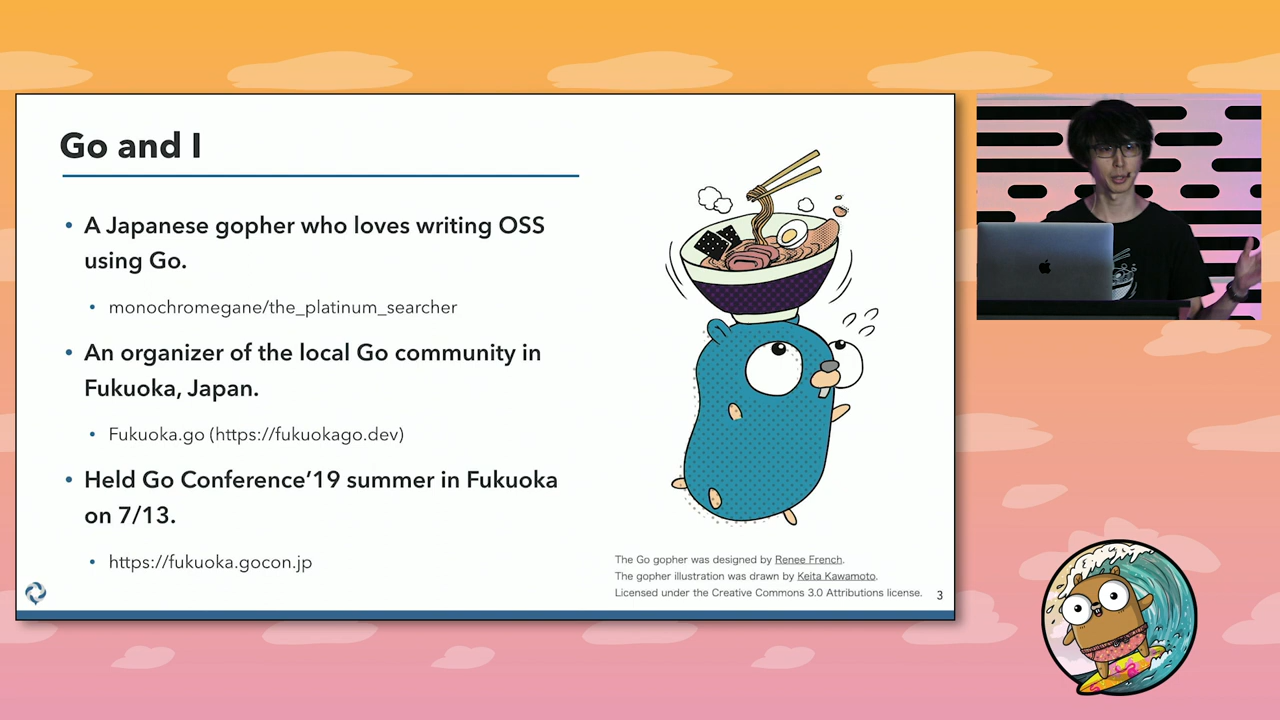 Go and I
• A Japanese gopher who loves writing OSS
using Go.
• monochromegane/the_platinum_searcher
• An organizer of the local Go community in
Fukuoka, Japan.
• Fukuoka.go (https://fukuokago.dev)
• Held Go Conference’19 summer in Fukuoka
on 7/13.
• https://fukuoka.gocon.jp
The Go gopher was designed by Renee French.
The gopher illustration was drawn by Keita Kawamoto.
Licensed under the Creative Commons 3.0 Attributions license.
3